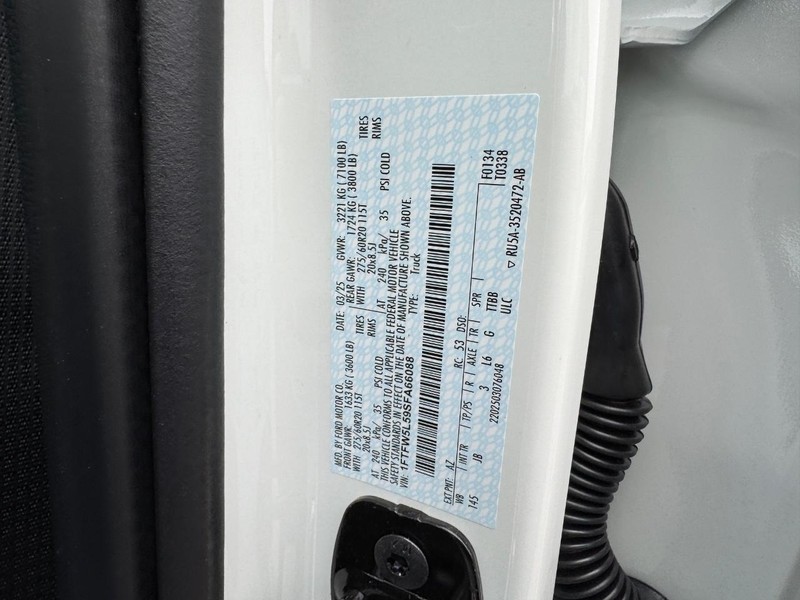 MFD. BY FORD MOTOR CO.
DATE: 03/25 GVWR: 3221 KG ( 7100 LB)
FRONT GAWR: 1633 KG ( 3600 LB) REAR GAWR: 1724 KG ( 3800 LB)
WITH 275/60R20 115T TIRES WITH 275/60R20 115T TIRES
20x8.5J RIMS 20x8.5J RIMS
AT 240 kPa/ 35 PSI COLD AT 240 kPa/ 35 PSI COLD
THIS VEHICLE CONFORMS TO ALL APPLICABLE FEDERAL MOTOR VEHICLE
SAFETY STANDARDS IN EFFECT ON THE DATE OF MANUFACTURE SHOWN ABOVE.
VIN: 1FTFW5L59SFA66088 TYPE: Truck
EXT PNT: AZ RC: 53 DSO: F0134
WB INT TR TP/PS R AXLE TR SPR T0338
145 JB 3 L6 G TTBB
ULC
2202503076048 ▽ RU5A-3520472-AB